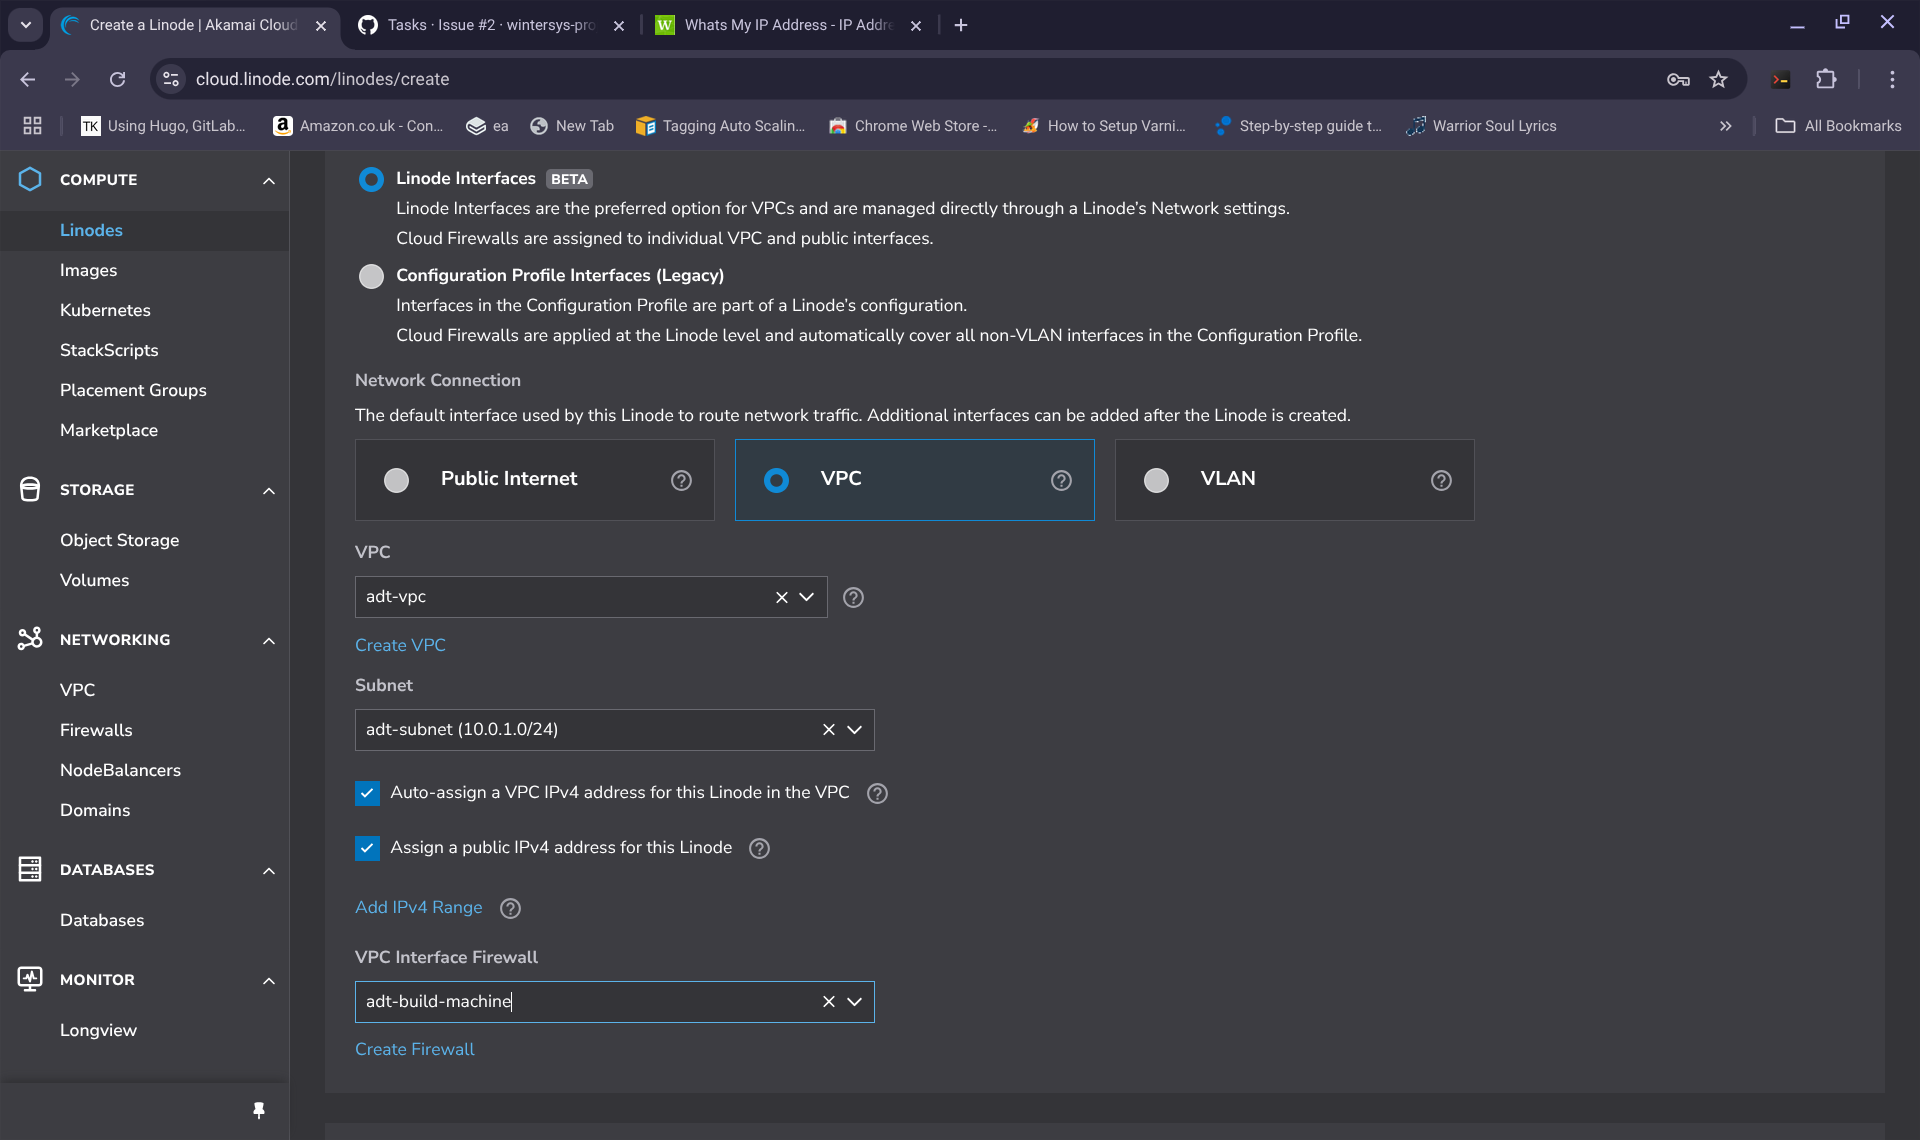 Create a Linode | Akamai Cloud
Tasks · Issue #2 · wintersys-pro
Whats My IP Address - IP Addre
cloud.linode.com/linodes/create
Using Hugo, GitLab...
Amazon.co.uk - Con...
ea
New Tab
Tagging Auto Scalin...
Chrome Web Store -...
How to Setup Varni...
Step-by-step guide t...
Warrior Soul Lyrics
All Bookmarks
COMPUTE
Linodes
Images
Kubernetes
StackScripts
Placement Groups
Marketplace
STORAGE
Object Storage
Volumes
NETWORKING
VPC
Firewalls
NodeBalancers
Domains
DATABASES
Databases
MONITOR
Longview
Linode Interfaces BETA
Linode Interfaces are the preferred option for VPCs and are managed directly through a Linode's Network settings.
Cloud Firewalls are assigned to individual VPC and public interfaces.
Configuration Profile Interfaces (Legacy)
Interfaces in the Configuration Profile are part of a Linode's configuration.
Cloud Firewalls are applied at the Linode level and automatically cover all non-VLAN interfaces in the Configuration Profile.
Network Connection
The default interface used by this Linode to route network traffic. Additional interfaces can be added after the Linode is created.
Public Internet
VPC
VLAN
VPC
adt-vpc
Create VPC
Subnet
adt-subnet (10.0.1.0/24)
Auto-assign a VPC IPv4 address for this Linode in the VPC
Assign a public IPv4 address for this Linode
Add IPv4 Range
VPC Interface Firewall
adt-build-machine
Create Firewall